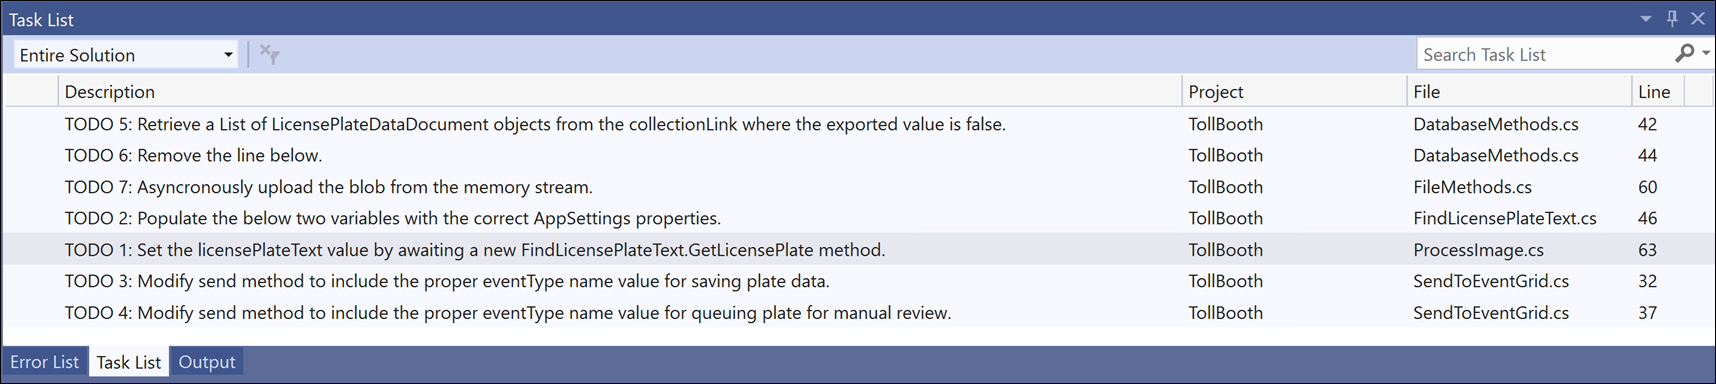 Task List
Entire Solution Search Task List
Description Project File Line
TODO 5: Retrieve a List of LicensePlateDataDocument objects from the collectionLink where the exported value is false. TollBooth DatabaseMethods.cs 42
TODO 6: Remove the line below. TollBooth DatabaseMethods.cs 44
TODO 7: Asyncronously upload the blob from the memory stream. TollBooth FileMethods.cs 60
TODO 2: Populate the below two variables with the correct AppSettings properties. TollBooth FindLicensePlateText.cs 46
TODO 1: Set the licensePlateText value by awaiting a new FindLicensePlateText.GetLicensePlate method. TollBooth ProcessImage.cs 63
TODO 3: Modify send method to include the proper eventType name value for saving plate data. TollBooth SendToEventGrid.cs 32
TODO 4: Modify send method to include the proper eventType name value for queuing plate for manual review. TollBooth SendToEventGrid.cs 37
Error List Task List Output